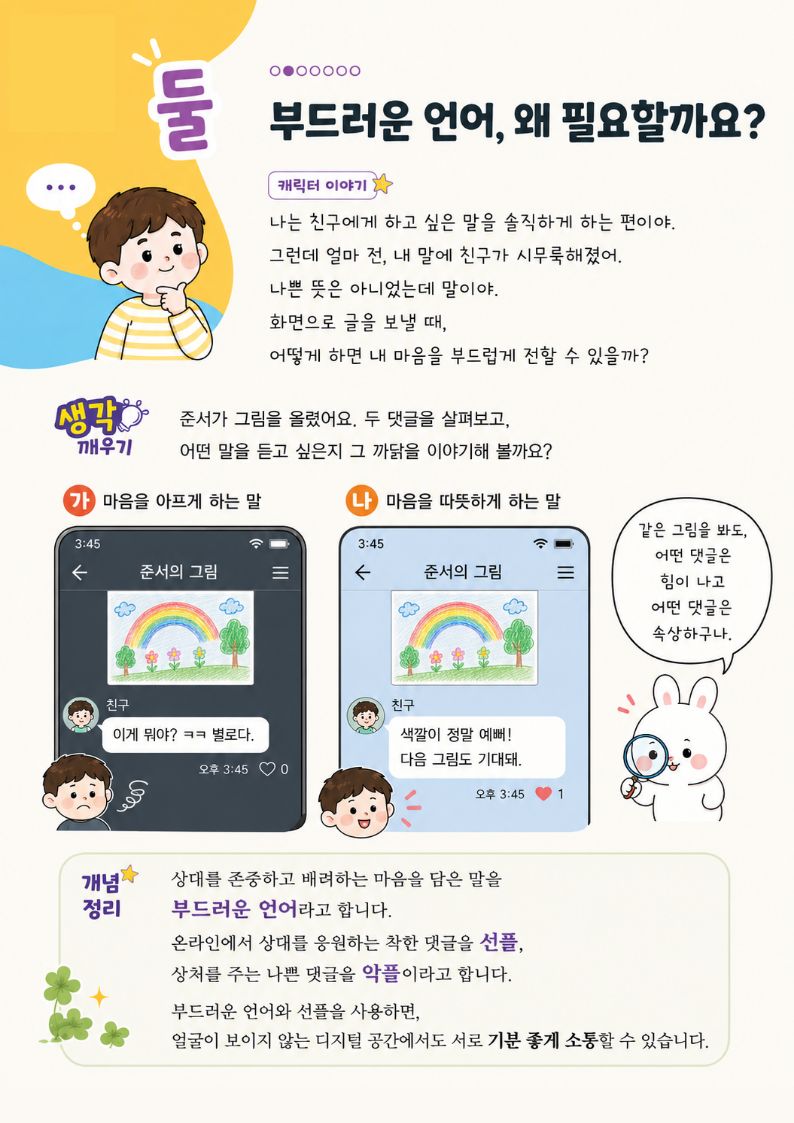 둘
부드러운 언어, 왜 필요할까요?
캐릭터 이야기
나는 친구에게 하고 싶은 말을 솔직하게 하는 편이야.
그런데 얼마 전, 내 말에 친구가 시무룩해졌어.
나쁜 뜻은 아니었는데 말이야.
화면으로 글을 보낼 때,
어떻게 하면 내 마음을 부드럽게 전할 수 있을까?
생각
깨우기
준서가 그림을 올렸어요. 두 댓글을 살펴보고,
어떤 말을 듣고 싶은지 그 까닭을 이야기해 볼까요?
가 마음을 아프게 하는 말
3:45
준서의 그림
친구
이게 뭐야? ㅋㅋ 별로다.
오후 3:45 0
나 마음을 따뜻하게 하는 말
3:45
준서의 그림
친구
색깔이 정말 예뻐!
다음 그림도 기대돼.
오후 3:45 1
같은 그림을 봐도,
어떤 댓글은
힘이 나고
어떤 댓글은
속상하구나.
개념
정리
상대를 존중하고 배려하는 마음을 담은 말을
부드러운 언어라고 합니다.
온라인에서 상대를 응원하는 착한 댓글을 선플,
상처를 주는 나쁜 댓글을 악플이라고 합니다.
부드러운 언어와 선플을 사용하면,
얼굴이 보이지 않는 디지털 공간에서도 서로 기분 좋게 소통할 수 있습니다.